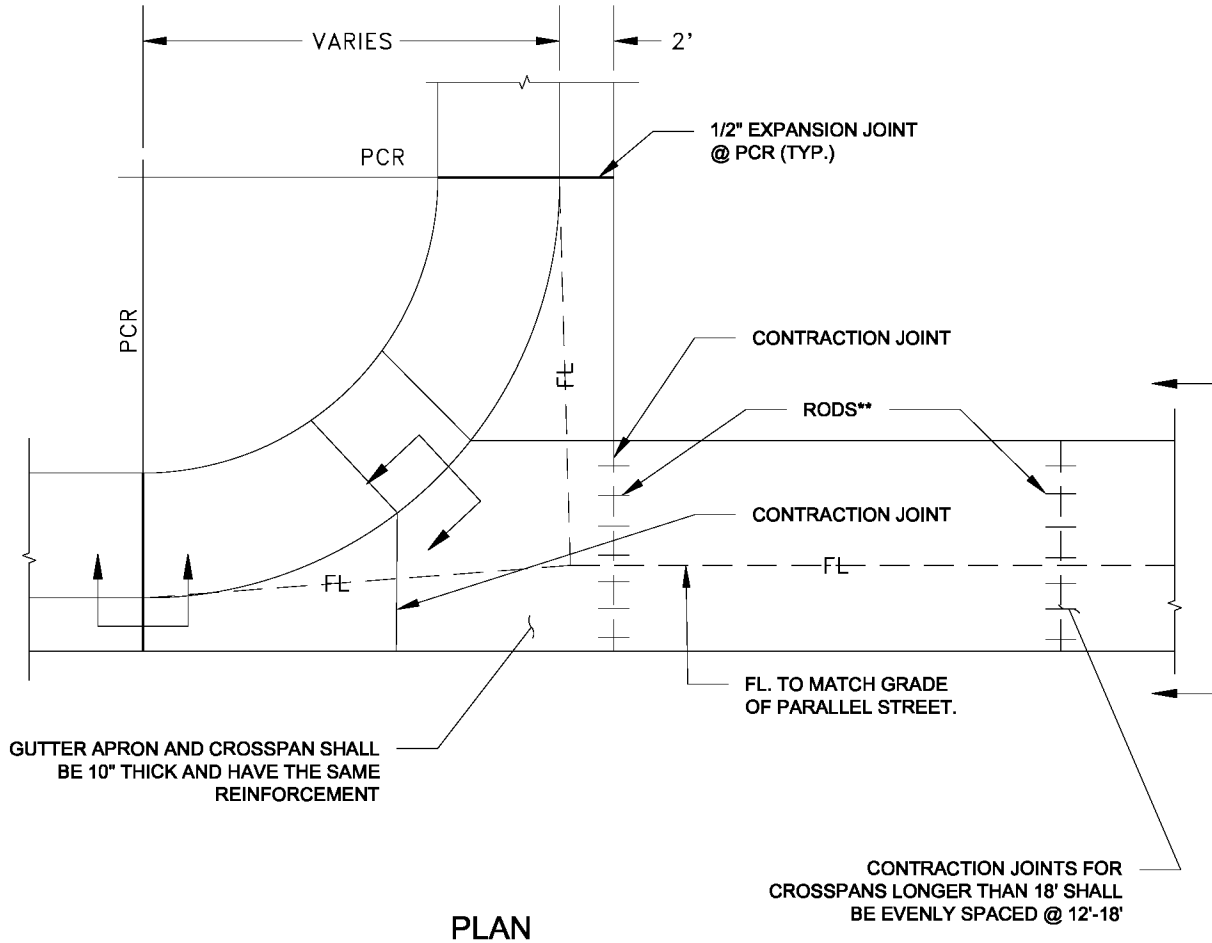 VARIES
2'
1/2" EXPANSION JOINT
@ PCR (TYP.)
PCR
PCR
CONTRACTION JOINT
FL
RODS**
CONTRACTION JOINT
FL
FL
FL. TO MATCH GRADE
OF PARALLEL STREET.
GUTTER APRON AND CROSSPAN SHALL
BE 10" THICK AND HAVE THE SAME
REINFORCEMENT
CONTRACTION JOINTS FOR
CROSSPANS LONGER THAN 18' SHALL
BE EVENLY SPACED @ 12'-18'
PLAN